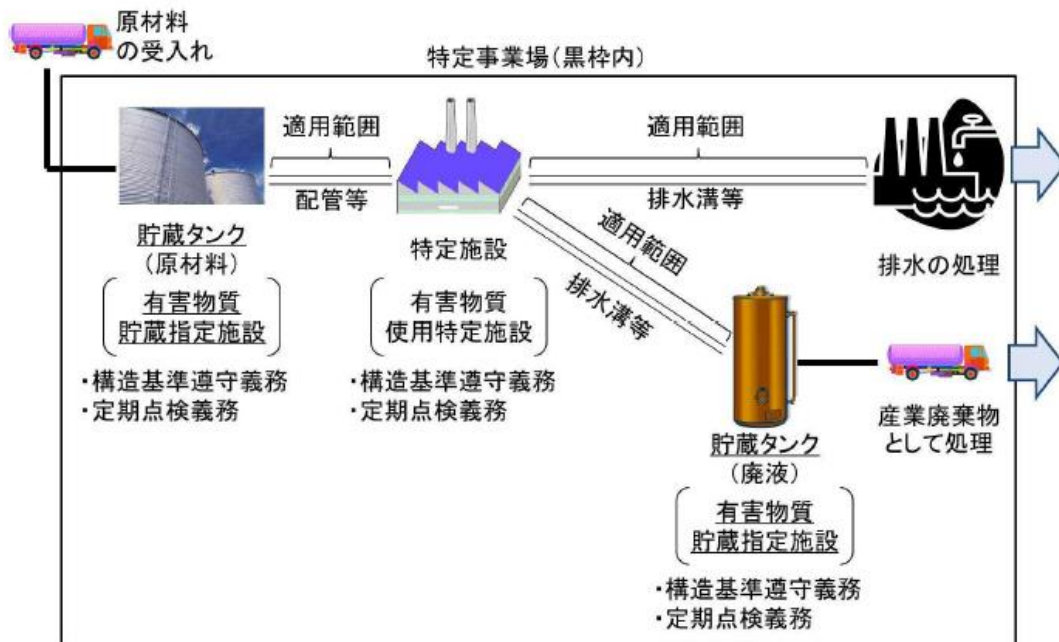 原材料
の受入れ
特定事業場(黒枠内)
適用範囲
配管等
適用範囲
排水溝等
適用範囲
排水溝等
貯蔵タンク
(原材料)
有害物質
貯蔵指定施設
・構造基準遵守義務
・定期点検義務
特定施設
有害物質
使用特定施設
・構造基準遵守義務
・定期点検義務
排水の処理
貯蔵タンク
(廃液)
有害物質
貯蔵指定施設
・構造基準遵守義務
・定期点検義務
産業廃棄物
として処理